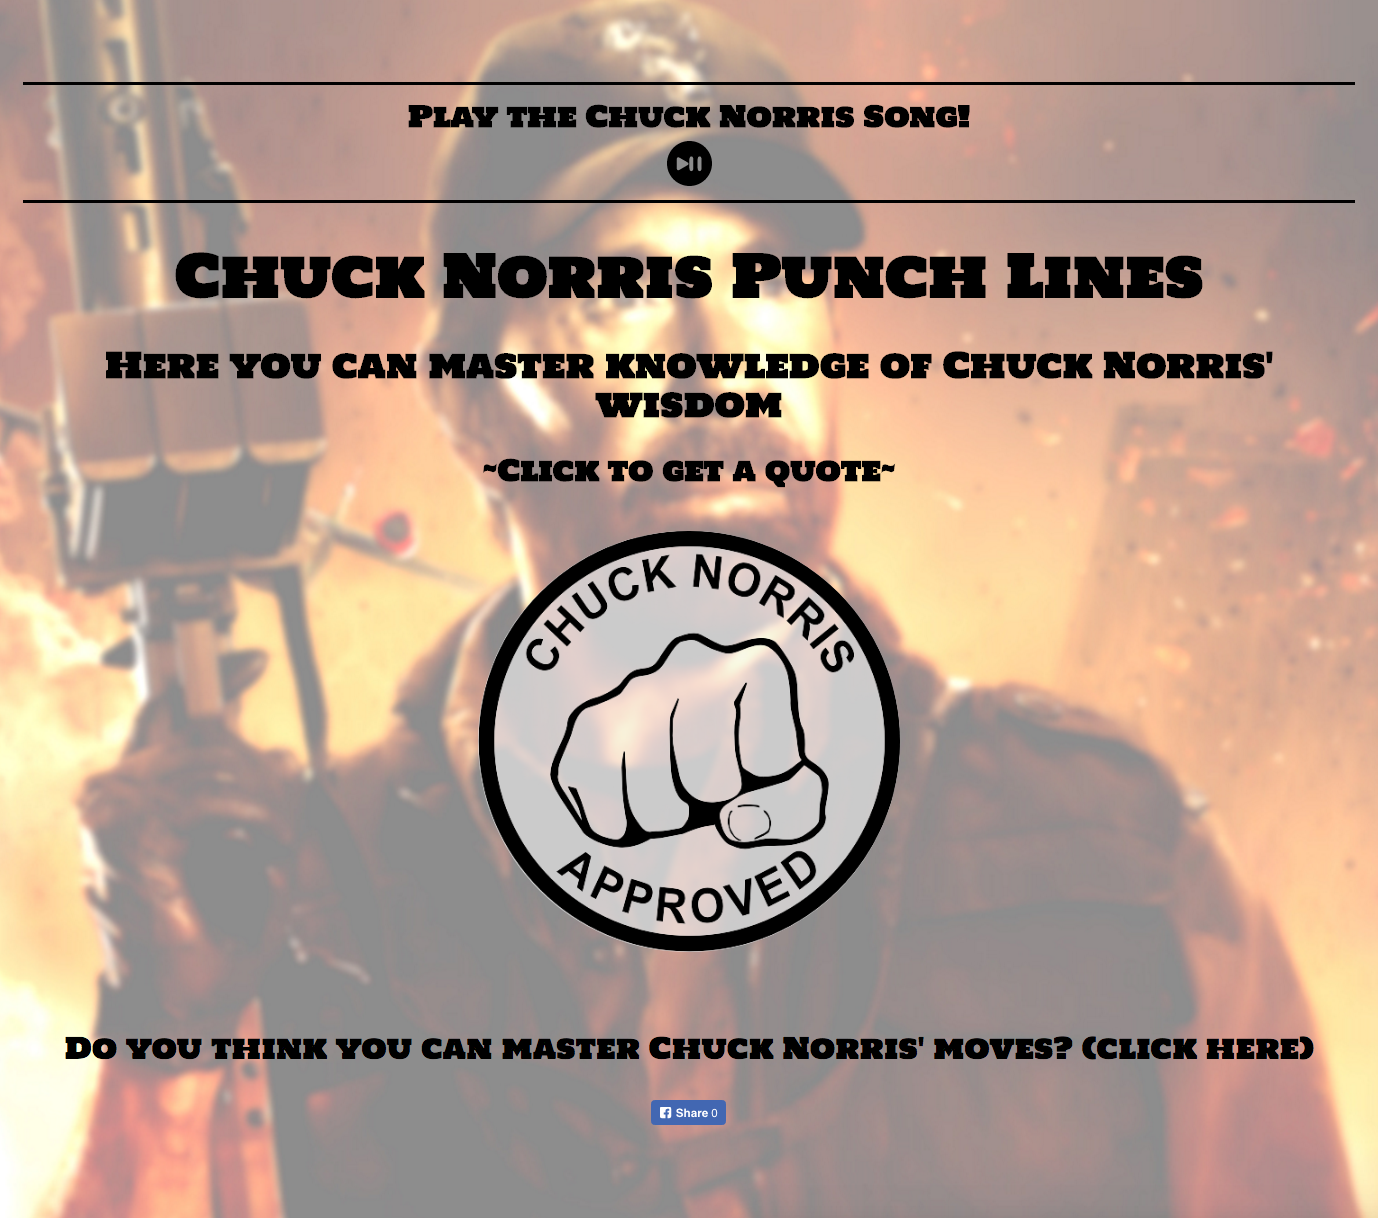 Play the Chuck Norris Song!
Chuck Norris Punch Lines
Here you can master knowledge of Chuck Norris'
wisdom
~Click to get a quote~
CHUCK NORRIS
APPROVED
Do you think you can master Chuck Norris' moves? (click here)
Share 0